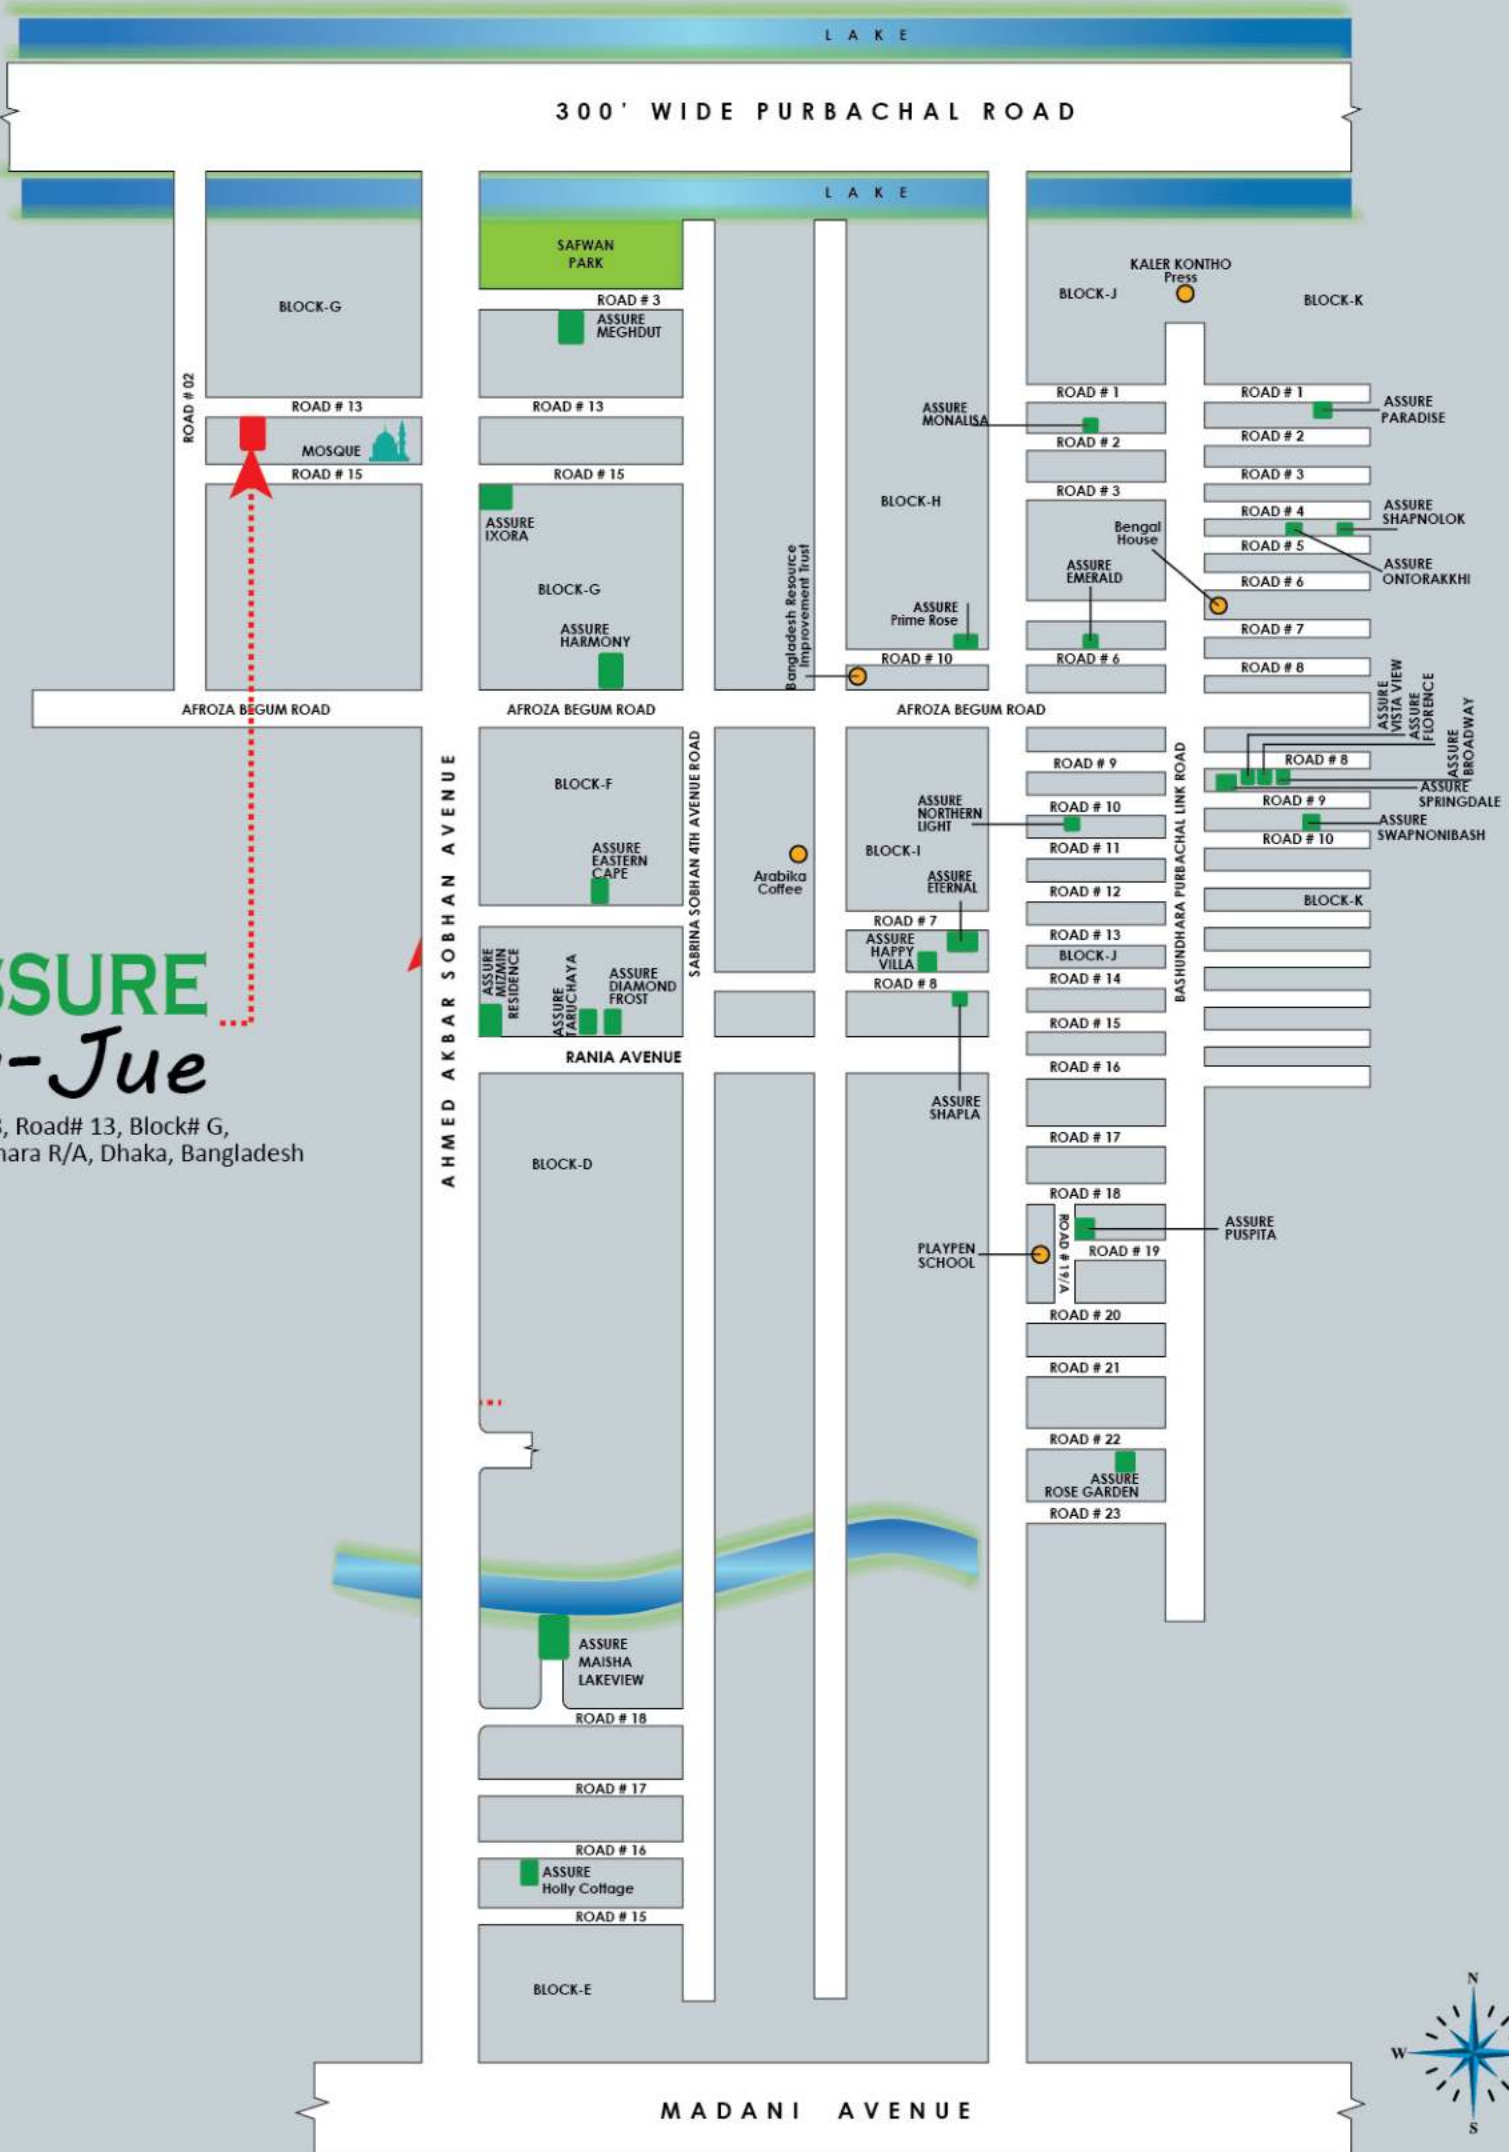 LAKE
300' WIDE PURBACHAL ROAD
LAKE
SAFWAN
PARK
KALER KONTHO
Press
BLOCK-G
BLOCK-J
BLOCK-K
ROAD # 3
ASSURE
MEGHDUT
ROAD # 02
ROAD # 13
ROAD # 13
ROAD # 1
ROAD # 1
ASSURE
PARADISE
ASSURE
MONALISA
MOSQUE
ROAD # 2
ROAD # 2
ROAD # 15
ROAD # 15
ROAD # 3
ROAD # 3
BLOCK-H
ROAD # 4
ASSURE
SHAPNOLOK
ASSURE
IXORA
Bengal
House
ROAD # 5
ASSURE
EMERALD
ASSURE
ONTORAKKHI
BLOCK-G
ROAD # 6
Bangladesh Resource
Improvement Trust
ASSURE
Prime Rose
ASSURE
HARMONY
ROAD # 7
ROAD # 10
ROAD # 6
ROAD # 8
AFROZA BEGUM ROAD
AFROZA BEGUM ROAD
AFROZA BEGUM ROAD
ASSURE
VISTA VIEW
ASSURE
FLORENCE
ASSURE
BROADWAY
AHMED AKBAR SOBHAN AVENUE
SABRINA SOBHAN 4TH AVENUE ROAD
BASHUNDHARA PURBACHAL LINK ROAD
ROAD # 9
ROAD # 8
BLOCK-F
ASSURE
SPRINGDALE
ROAD # 9
ASSURE
NORTHERN
LIGHT
ROAD # 10
ASSURE
SWAPNONIBASH
ROAD # 10
ASSURE
EASTERN
CAPE
Arabika
Coffee
BLOCK-I
ROAD # 11
ASSURE
ETERNAL
ROAD # 12
BLOCK-K
ROAD # 7
ROAD # 13
ASSURE
HAPPY
VILLA
BLOCK-J
ASSURE
MIZMIN
RESIDENCE
ASSURE
TARUCHAYA
ASSURE
DIAMOND
FROST
ROAD # 8
ROAD # 14
SSURE
-Jue
, Road# 13, Block# G,
hara R/A, Dhaka, Bangladesh
ROAD # 15
RANIA AVENUE
ROAD # 16
ASSURE
SHAPLA
ROAD # 17
BLOCK-D
ROAD # 18
ROAD # 19/A
ASSURE
PUSPITA
PLAYPEN
SCHOOL
ROAD # 19
ROAD # 20
ROAD # 21
ROAD # 22
ASSURE
ROSE GARDEN
ROAD # 23
ASSURE
MAISHA
LAKEVIEW
ROAD # 18
ROAD # 17
ROAD # 16
ASSURE
Holly Cottage
ROAD # 15
BLOCK-E
N
W
S
MADANI AVENUE